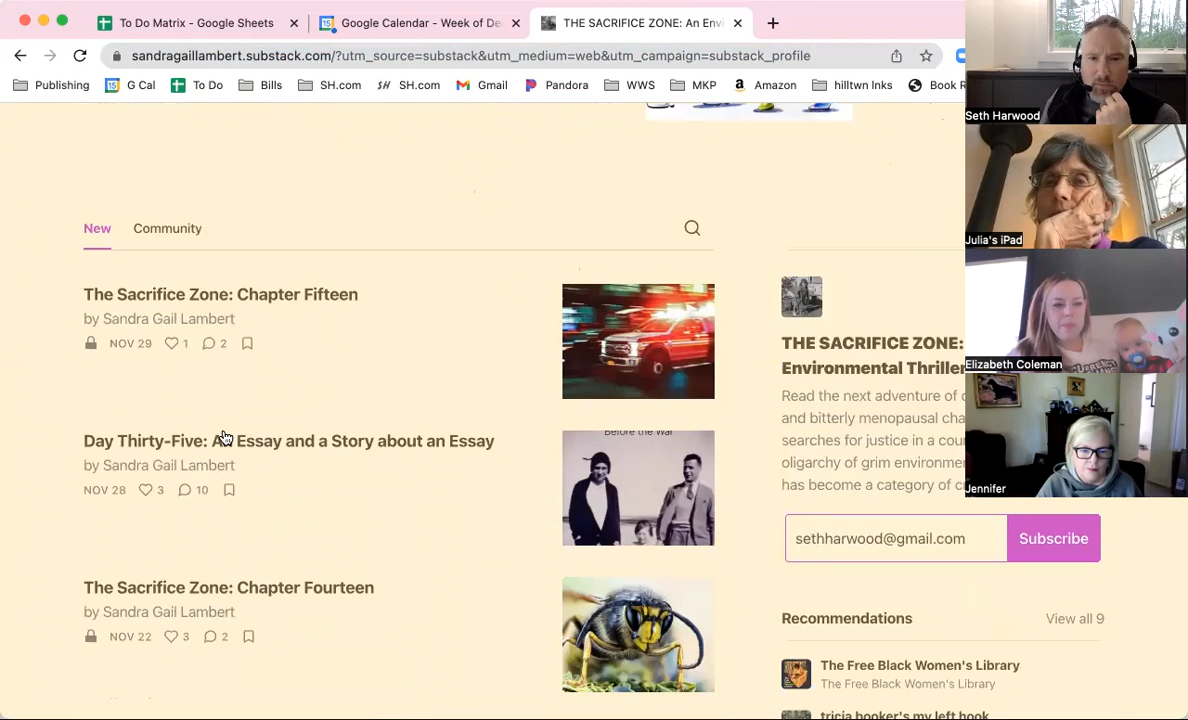 To Do Matrix - Google Sheets
Google Calendar - Week of De
THE SACRIFICE ZONE: An Envi
sandragaillambert.substack.com/?utm_source=substack&utm_medium=web&utm_campaign=substack_profile
Publishing G Cal To Do Bills SH.com SH.com Gmail Pandora WWS MKP Amazon hilltwn lnks Book R
New Community
The Sacrifice Zone: Chapter Fifteen
by Sandra Gail Lambert
NOV 29 1 2
Day Thirty-Five: An Essay and a Story about an Essay
by Sandra Gail Lambert
NOV 28 3 10
Before the War
The Sacrifice Zone: Chapter Fourteen
by Sandra Gail Lambert
NOV 22 3 2
THE SACRIFICE ZONE:
Environmental Thriller
Read the next adventure of
and bitterly menopausal cha
searches for justice in a cou
oligarchy of grim environme
has become a category of c
sethharwood@gmail.com Subscribe
Recommendations View all 9
The Free Black Women's Library
The Free Black Women's Library
tricia booker's my left hook
Seth Harwood
Julia's iPad
Elizabeth Coleman
Jennifer